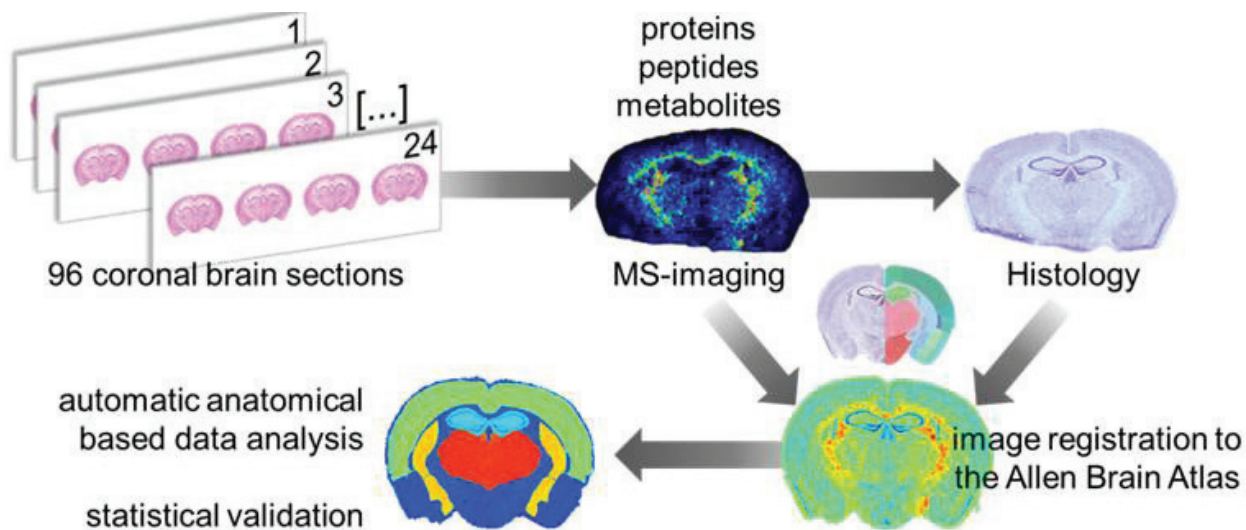 1
2
3
[...]
24
96 coronal brain sections
proteins
peptides
metabolites
MS-imaging
Histology
image registration to
the Allen Brain Atlas
automatic anatomical
based data analysis
statistical validation